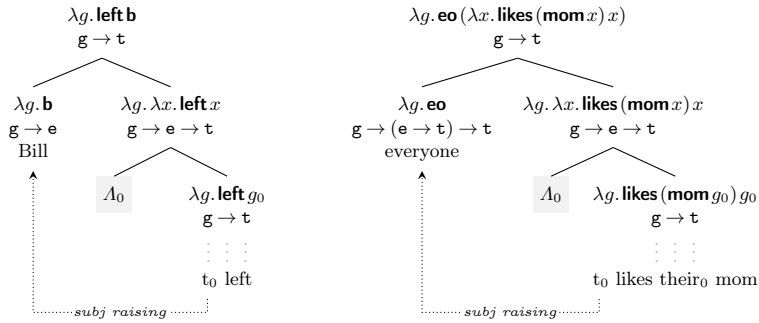 λg. left b
g → t
λg. b
g → e
Bill
λg. λx. left x
g → e → t
Λ₀
λg. left g₀
g → t
t₀ left
subj raising
λg. eo (λx. likes (mom x) x)
g → t
λg. eo
g → (e → t) → t
everyone
λg. λx. likes (mom x) x
g → e → t
Λ₀
λg. likes (mom g₀) g₀
g → t
t₀ likes their₀ mom
subj raising